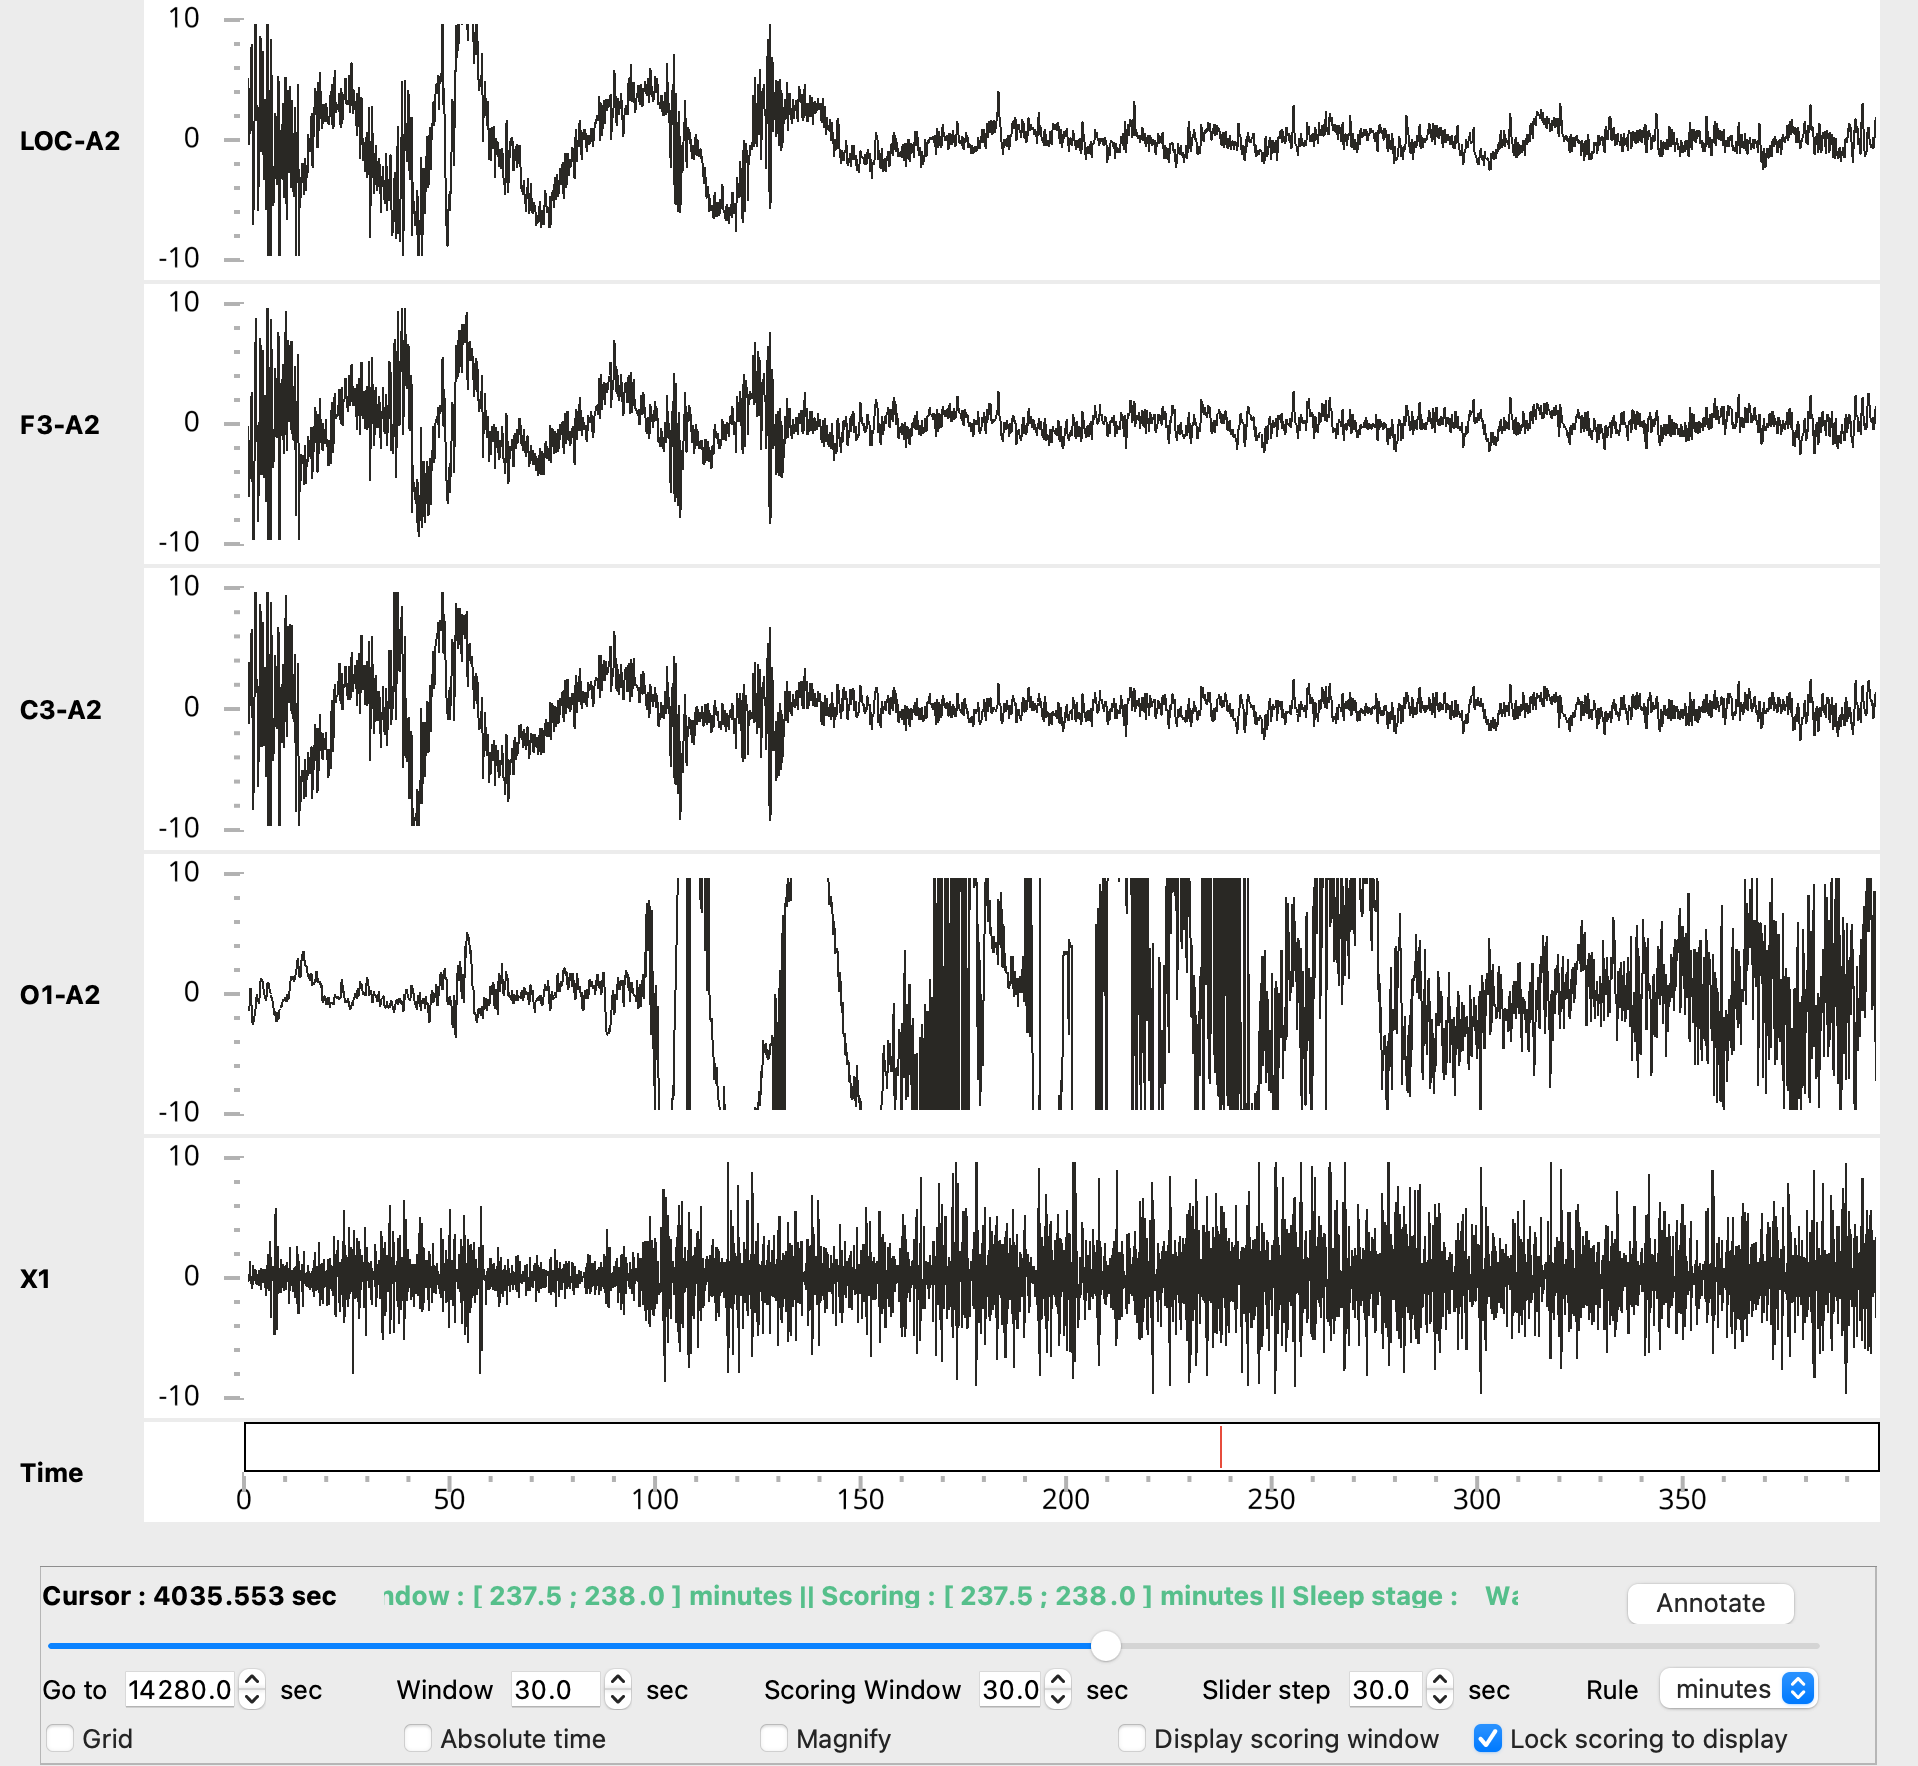 10
LOC-A2
0
-10
10
F3-A2
0
-10
10
C3-A2
0
-10
10
O1-A2
0
-10
10
X1
0
-10
Time
0 50 100 150 200 250 300 350
Cursor : 4035.553 sec : [ 237.5 ; 238.0 ] minutes || Scoring : [ 237.5 ; 238.0 ] minutes || Sleep stage : Annotate
Go to 14280.0 sec Window 30.0 sec Scoring Window 30.0 sec Slider step 30.0 sec Rule minutes
Grid Absolute time Magnify Display scoring window Lock scoring to display